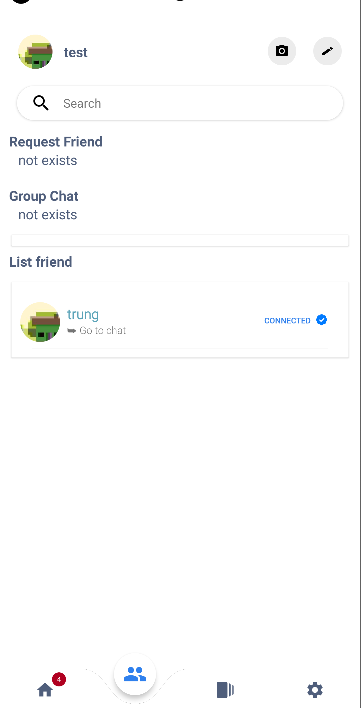 test
Search
Request Friend
not exists
Group Chat
not exists
List friend
trung
CONNECTED
Go to chat
4